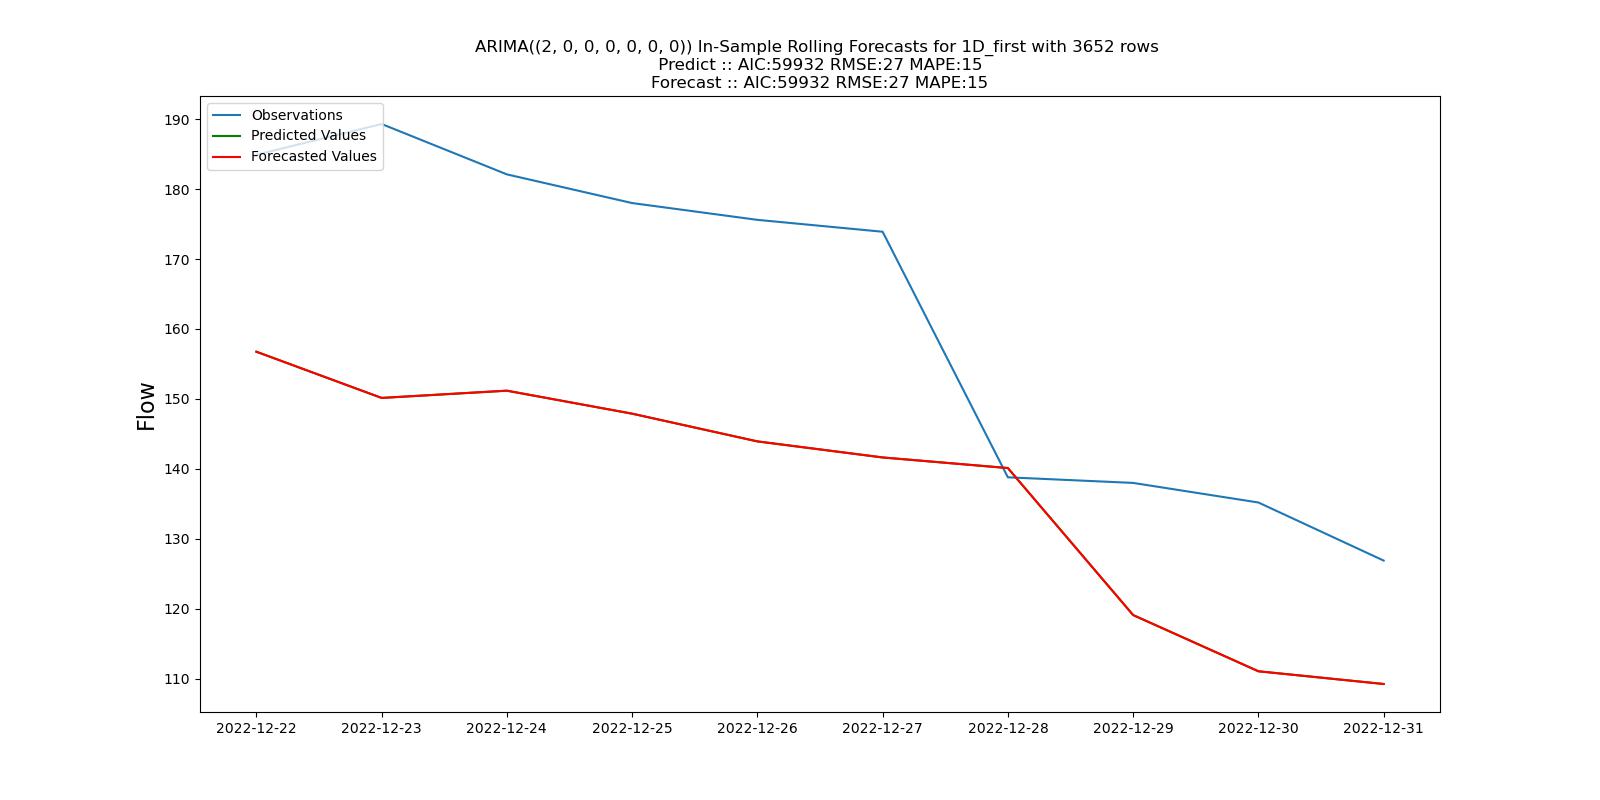 ARIMA((2, 0, 0, 0, 0, 0, 0)) In-Sample Rolling Forecasts for 1D_first with 3652 rows
Predict :: AIC:59932 RMSE:27 MAPE:15
Forecast :: AIC:59932 RMSE:27 MAPE:15
Observations
Predicted Values
Forecasted Values
190
180
170
160
150
140
130
120
110
Flow
2022-12-22 2022-12-23 2022-12-24 2022-12-25 2022-12-26 2022-12-27 2022-12-28 2022-12-29 2022-12-30 2022-12-31